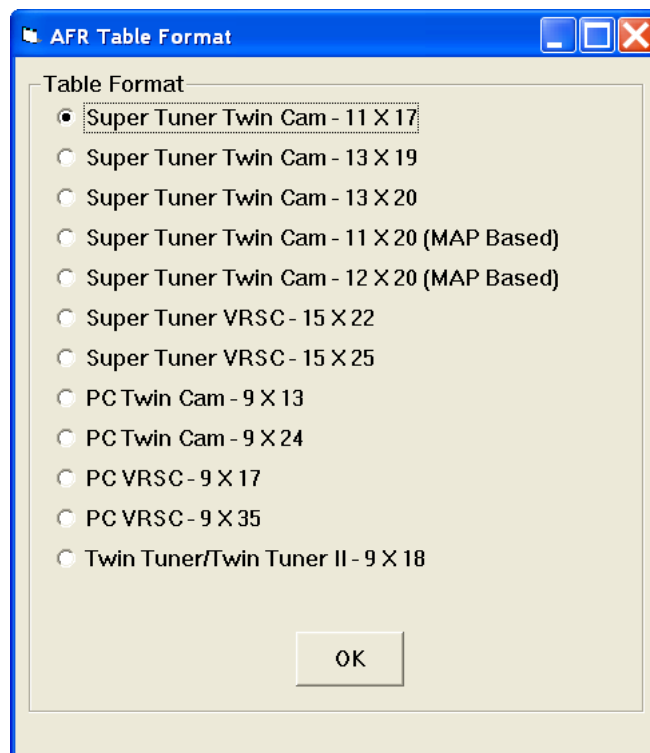 AFR Table Format
Table Format
Super Tuner Twin Cam - 11 X 17
Super Tuner Twin Cam - 13 X 19
Super Tuner Twin Cam - 13 X 20
Super Tuner Twin Cam - 11 X 20 (MAP Based)
Super Tuner Twin Cam - 12 X 20 (MAP Based)
Super Tuner VRSC - 15 X 22
Super Tuner VRSC - 15 X 25
PC Twin Cam - 9 X 13
PC Twin Cam - 9 X 24
PC VRSC - 9 X 17
PC VRSC - 9 X 35
Twin Tuner/Twin Tuner II - 9 X 18
OK